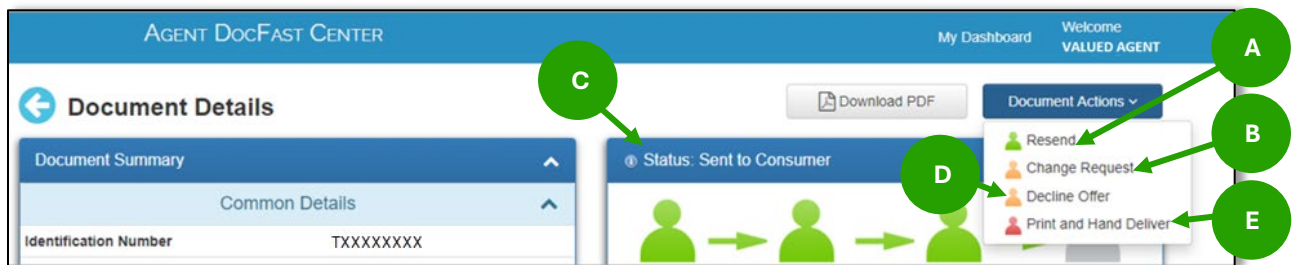 AGENT DOCFAST CENTER
My Dashboard
Welcome
VALUED AGENT
A
C
Document Details
Download PDF
Document Actions
Resend
B
Document Summary
Status: Sent to Consumer
Change Request
D
Decline Offer
Common Details
Print and Hand Deliver
E
Identification Number TXXXXXXXX